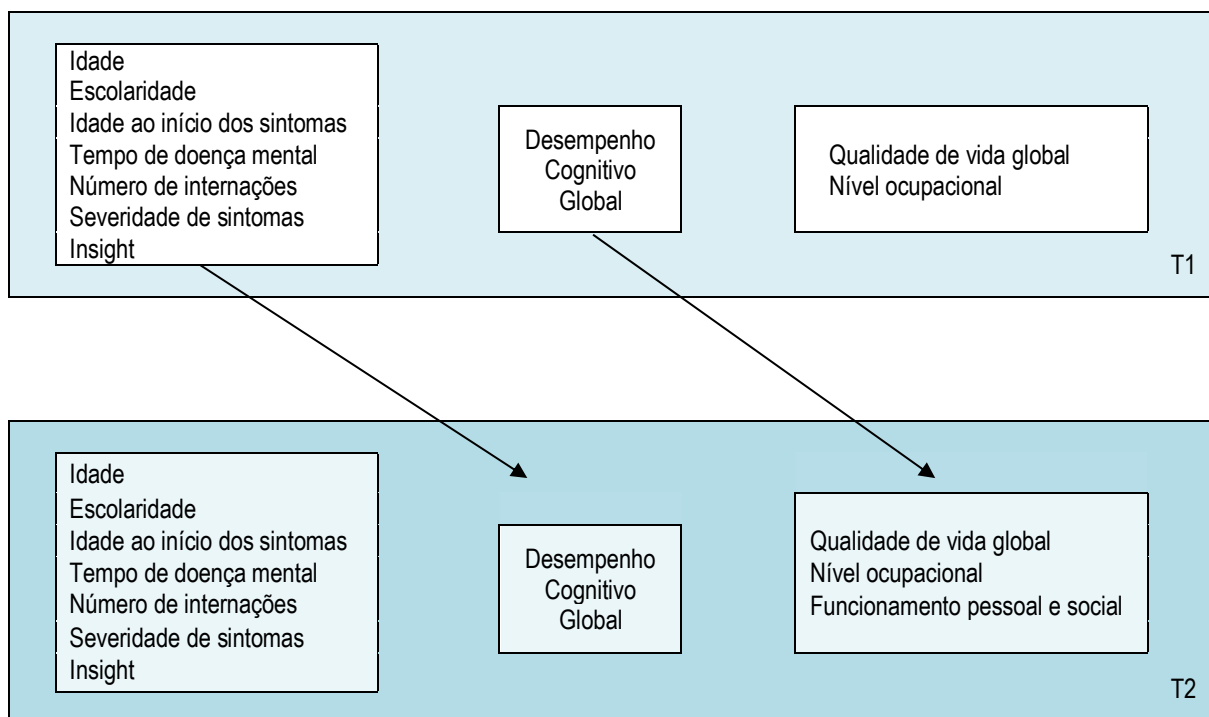 Idade
Escolaridade
Idade ao início dos sintomas
Tempo de doença mental
Número de internações
Severidade de sintomas
Insight
Desempenho
Cognitivo
Global
Qualidade de vida global
Nível ocupacional
T1
Idade
Escolaridade
Idade ao início dos sintomas
Tempo de doença mental
Número de internações
Severidade de sintomas
Insight
Desempenho
Cognitivo
Global
Qualidade de vida global
Nível ocupacional
Funcionamento pessoal e social
T2